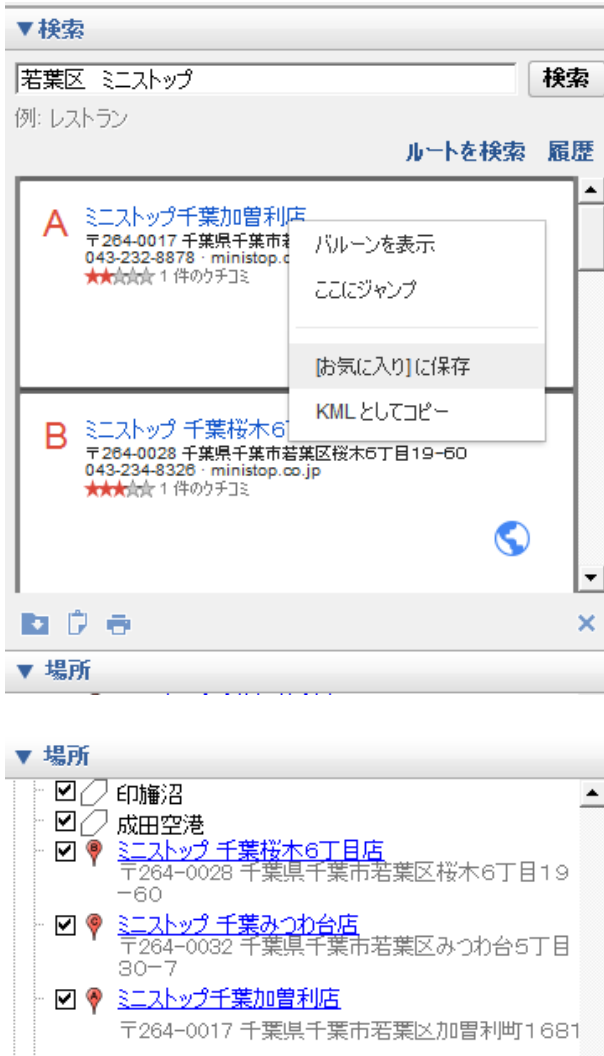 ▼検索
若葉区 ミニストップ
検索
例: レストラン
ルートを検索 履歴
A ミニストップ千葉加曽利店
〒264-0017 千葉県千葉市
043-232-8878 · ministop.c
★★☆☆☆ 1 件のクチコミ
バルーンを表示
ここにジャンプ
[お気に入り] に保存
KML としてコピー
B ミニストップ 千葉桜木6
〒264-0028 千葉県千葉市若葉区桜木6丁目19-60
043-234-8326 · ministop.co.jp
★★★☆☆ 1 件のクチコミ
▼ 場所
▼ 場所
印旛沼
成田空港
B ミニストップ 千葉桜木6丁目店
〒264-0028 千葉県千葉市若葉区桜木6丁目19
-60
C ミニストップ 千葉みつわ台店
〒264-0032 千葉県千葉市若葉区みつわ台5丁目
30-7
A ミニストップ千葉加曽利店
〒264-0017 千葉県千葉市若葉区加曽利町1681